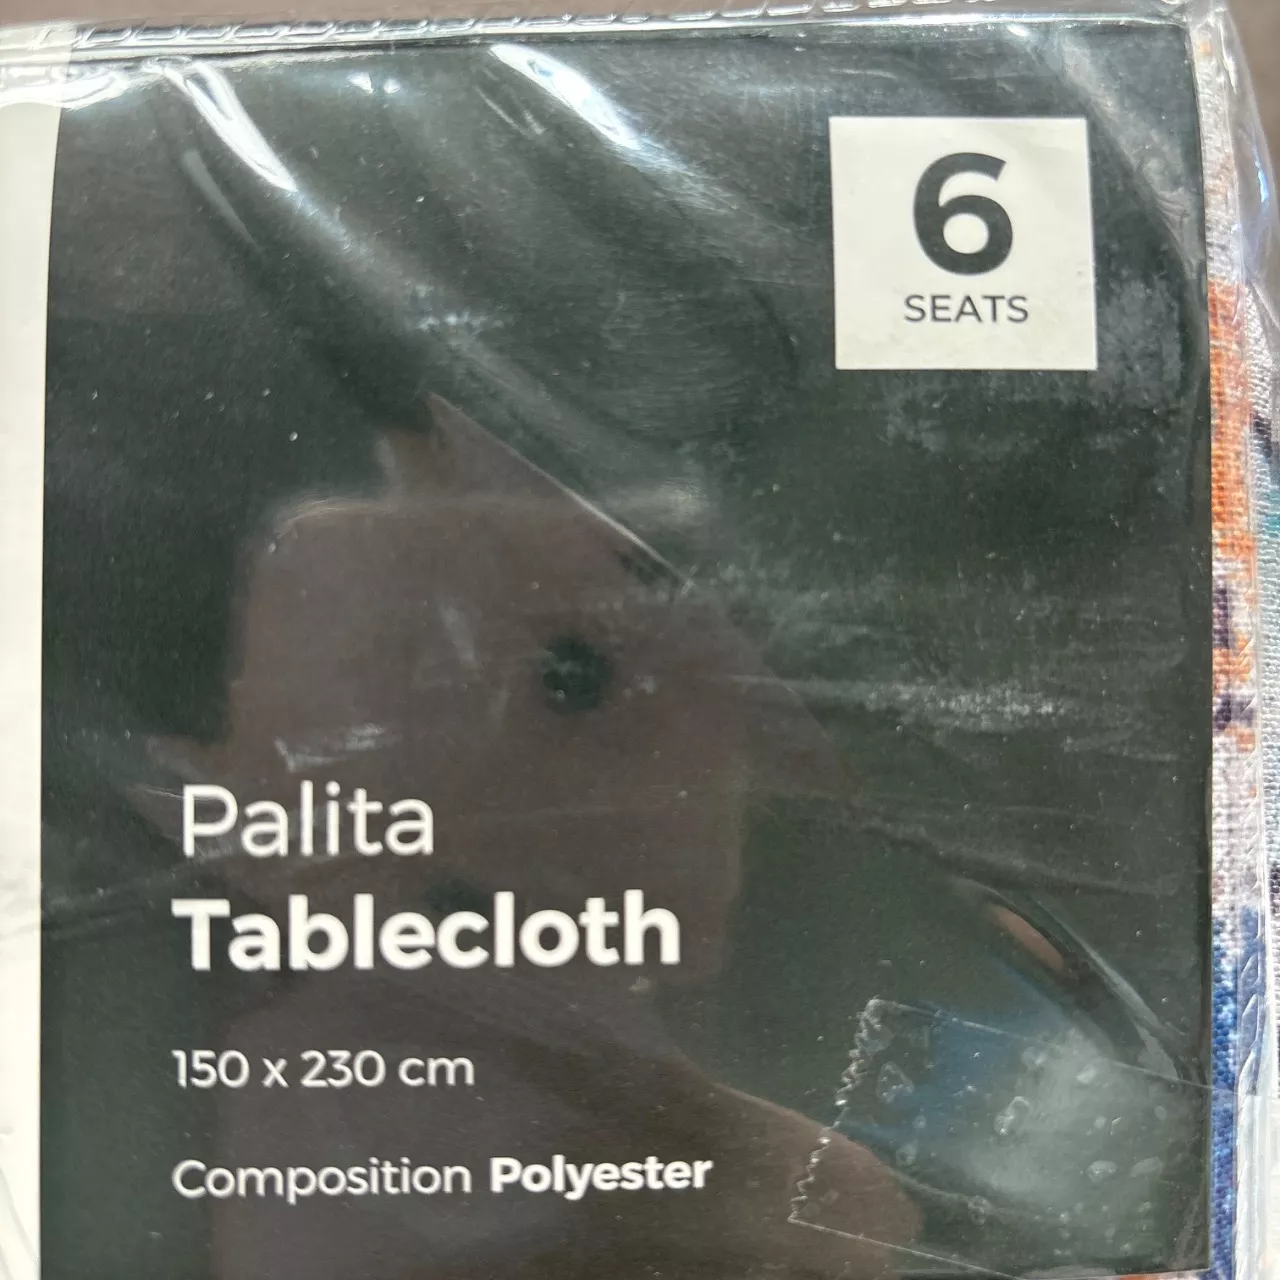 6
SEATS
Palita
Tablecloth
150 x 230 cm
Composition Polyester